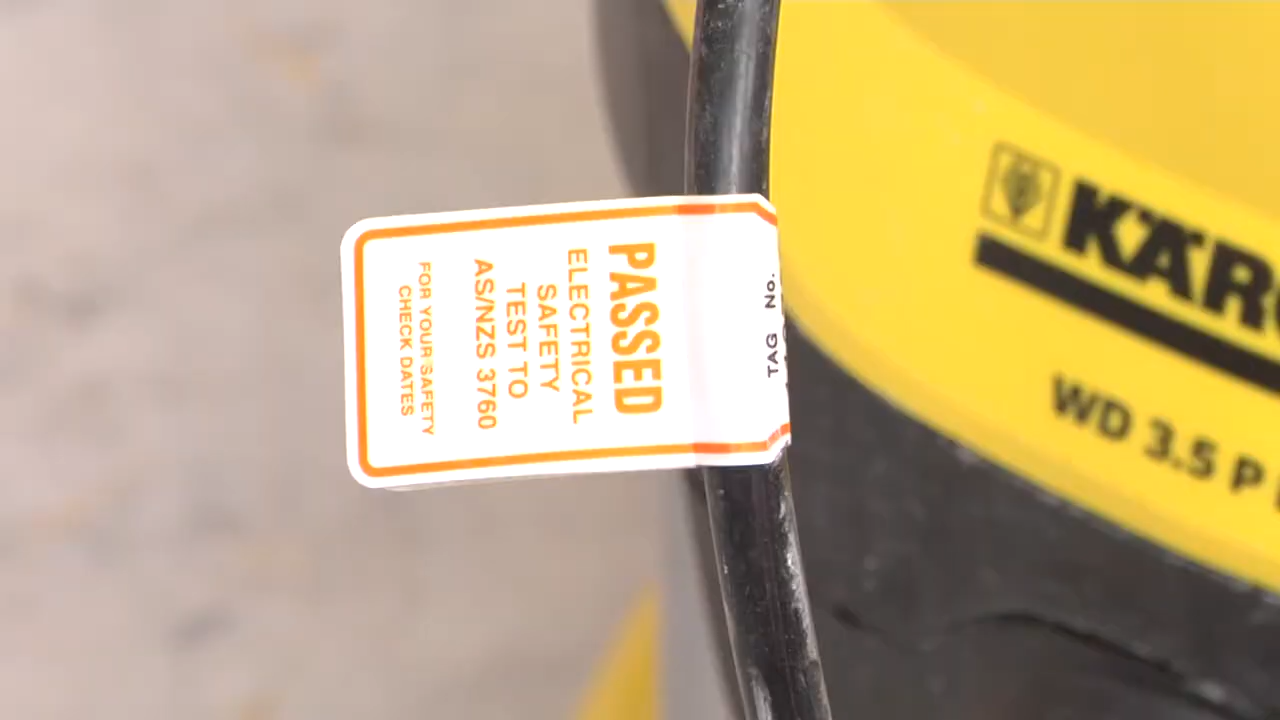 PASSED
ELECTRICAL
SAFETY
TEST TO
AS/NZS 3760
FOR YOUR SAFETY
CHECK DATES
TAG No.
WD 3.5 P